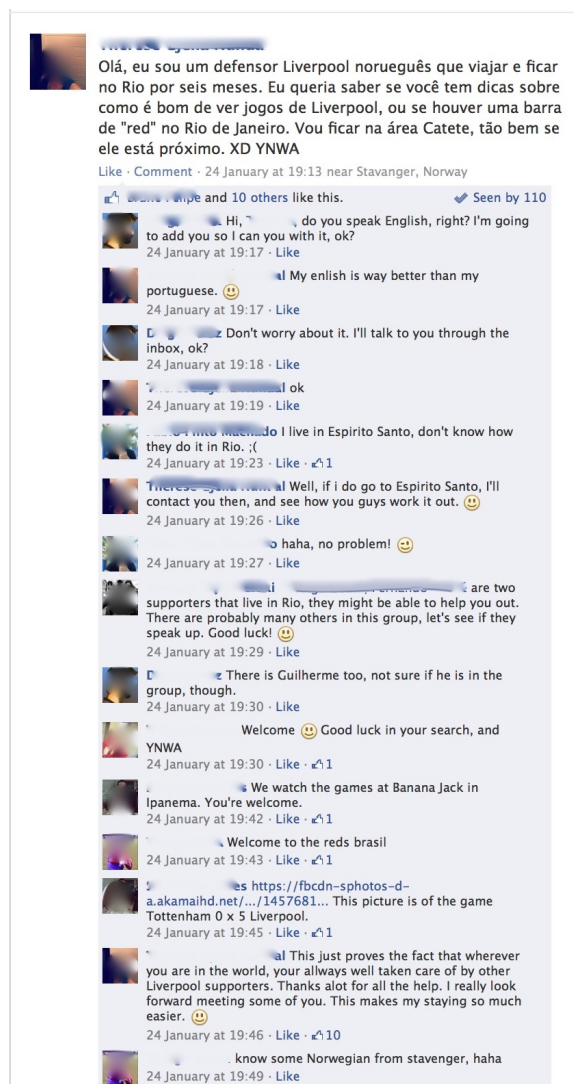 Olá, eu sou um defensor Liverpool norueguês que viajar e ficar
no Rio por seis meses. Eu queria saber se você tem dicas sobre
como é bom de ver jogos de Liverpool, ou se houver uma barra
de "red" no Rio de Janeiro. Vou ficar na área Catete, tão bem se
ele está próximo. XD YNWA
Like · Comment · 24 January at 19:13 near Stavanger, Norway
and 10 others like this. Seen by 110
Hi, , do you speak English, right? I'm going
to add you so I can you with it, ok?
24 January at 19:17 · Like
al My enlish is way better than my
portuguese.
24 January at 19:17 · Like
Don't worry about it. I'll talk to you through the
inbox, ok?
24 January at 19:18 · Like
ok
24 January at 19:19 · Like
I live in Espirito Santo, don't know how
they do it in Rio. ;(
24 January at 19:23 · Like · 1
Well, if i do go to Espirito Santo, I'll
contact you then, and see how you guys work it out.
24 January at 19:26 · Like
haha, no problem!
24 January at 19:27 · Like
are two
supporters that live in Rio, they might be able to help you out.
There are probably many others in this group, let's see if they
speak up. Good luck!
24 January at 19:29 · Like
There is Guilherme too, not sure if he is in the
group, though.
24 January at 19:30 · Like
Welcome Good luck in your search, and
YNWA
24 January at 19:30 · Like · 1
We watch the games at Banana Jack in
Ipanema. You're welcome.
24 January at 19:42 · Like · 1
Welcome to the reds brasil
24 January at 19:43 · Like · 1
es https://fbcdn-sphotos-d-
a.akamaihd.net/.../1457681... This picture is of the game
Tottenham 0 x 5 Liverpool.
24 January at 19:45 · Like · 1
al This just proves the fact that wherever
you are in the world, your allways well taken care of by other
Liverpool supporters. Thanks alot for all the help. I really look
forward meeting some of you. This makes my staying so much
easier.
24 January at 19:46 · Like · 10
know some Norwegian from stavenger, haha
24 January at 19:49 · Like